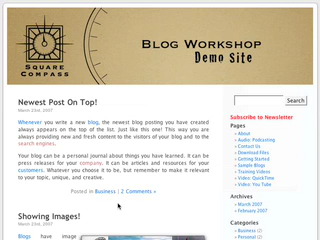 Square
Compass
Blog Workshop
Demo Site
Newest Post On Top!
March 23rd, 2007
Whenever you write a new blog, the newest blog posting you have created
always appears on the top of the list. Just like this one! This way you are
always providing new and fresh content to the visitors of your blog and to the
search engines.
Your blog can be a personal journal about things you have learned. It can be
press releases for your company. It can be articles and resources for your
customers. Whatever you choose it to be, but remember to make it relevant
to your topic, unique, and creative.
Posted in Business | 2 Comments »
Showing Images!
March 23rd, 2007
Blogs have image
Search
Subscribe to Newsletter
Pages
» About
» Audio: Podcasting
» Contact Us
» Download Files
» Getting Started
» Sample Blogs
» Training Videos
» Video: QuickTime
» Video: You Tube
Archives
» March 2007
» February 2007
Categories
» Business (2)
» Personal (2)